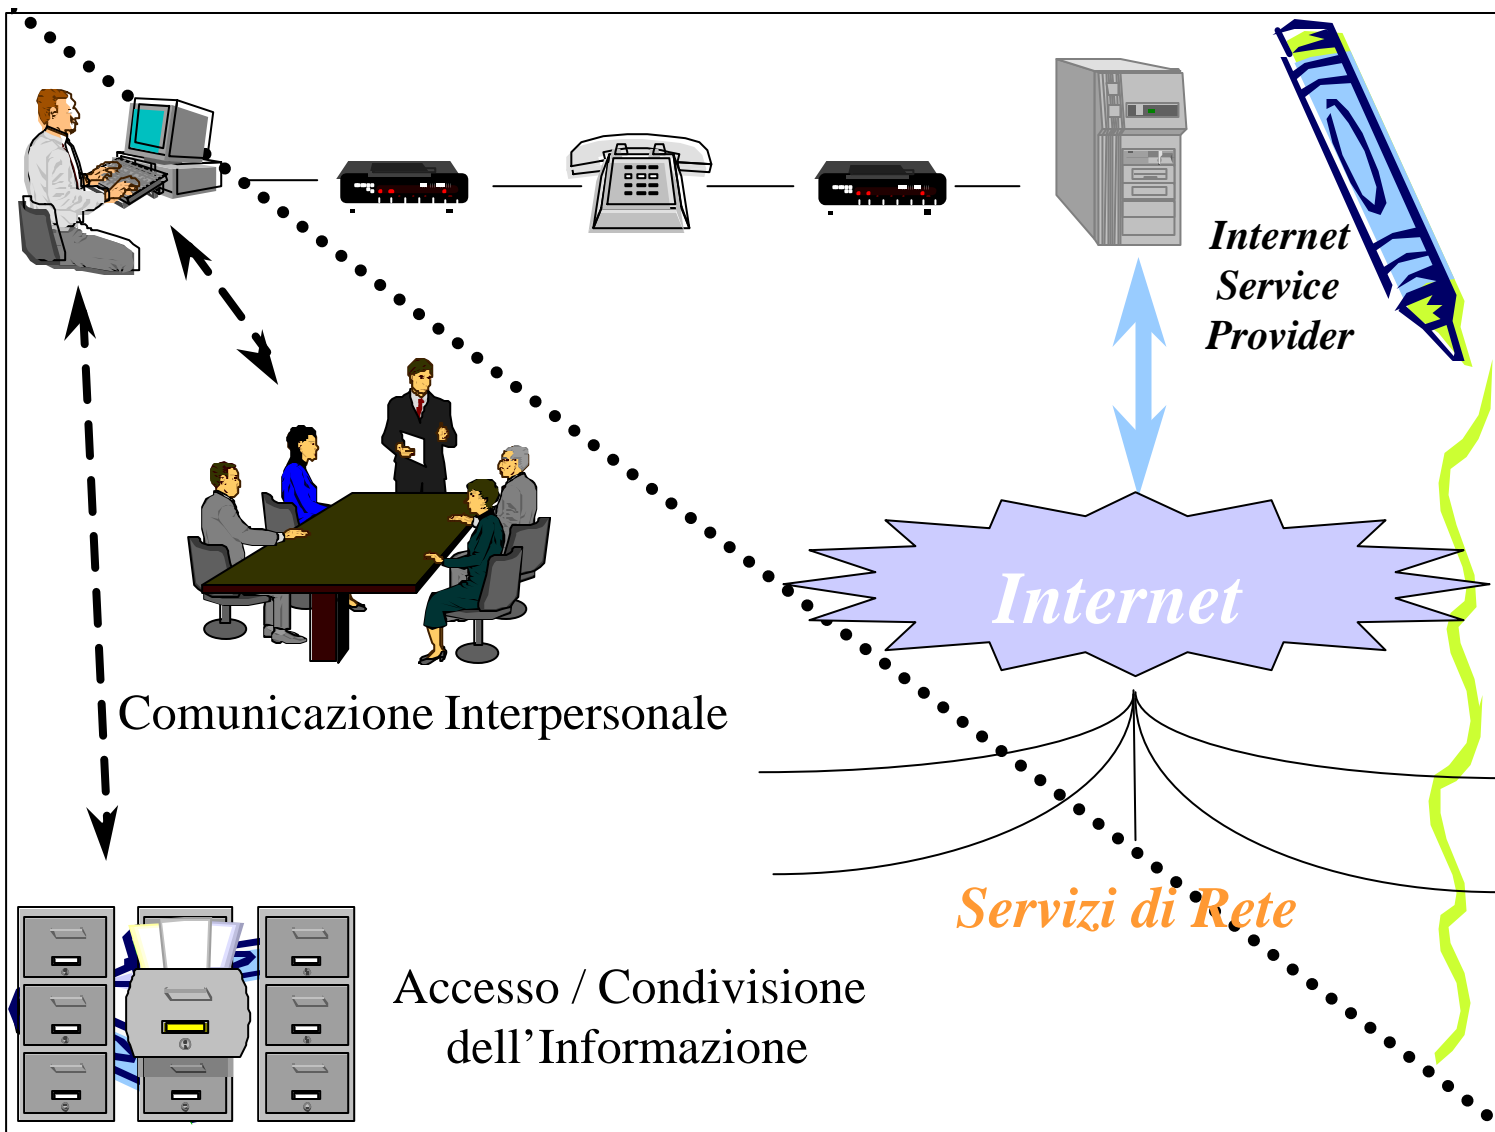 Internet
Service
Provider
Internet
Comunicazione Interpersonale
Servizi di Rete
Accesso / Condivisione
dell’Informazione